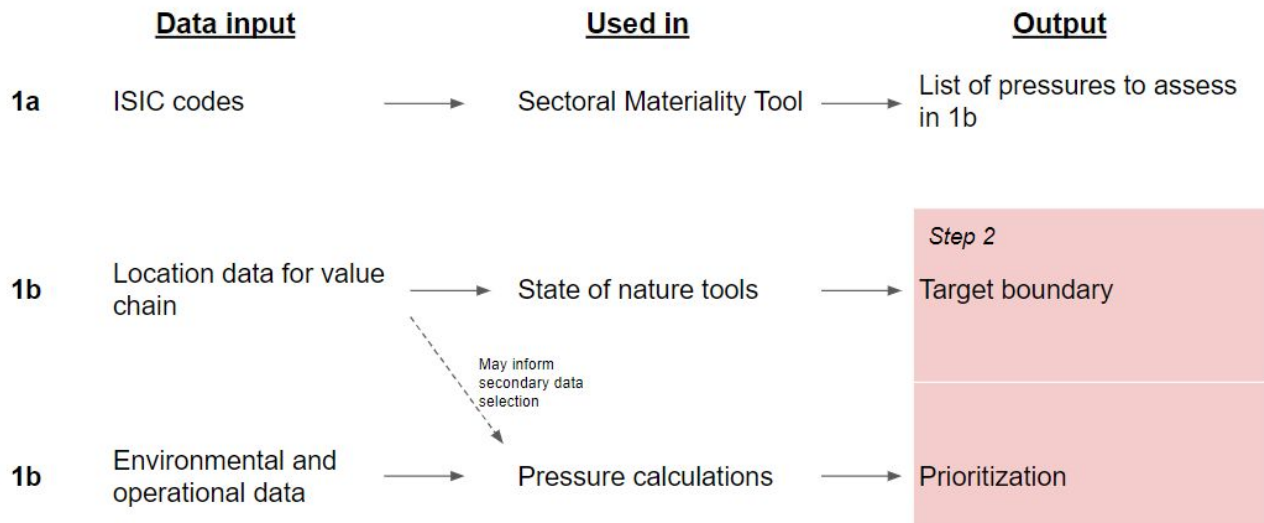 Data input
Used in
Output
1a
ISIC codes
Sectoral Materiality Tool
List of pressures to assess
in 1b
Step 2
1b
Location data for value
chain
State of nature tools
Target boundary
May inform
secondary data
selection
1b
Environmental and
operational data
Pressure calculations
Prioritization